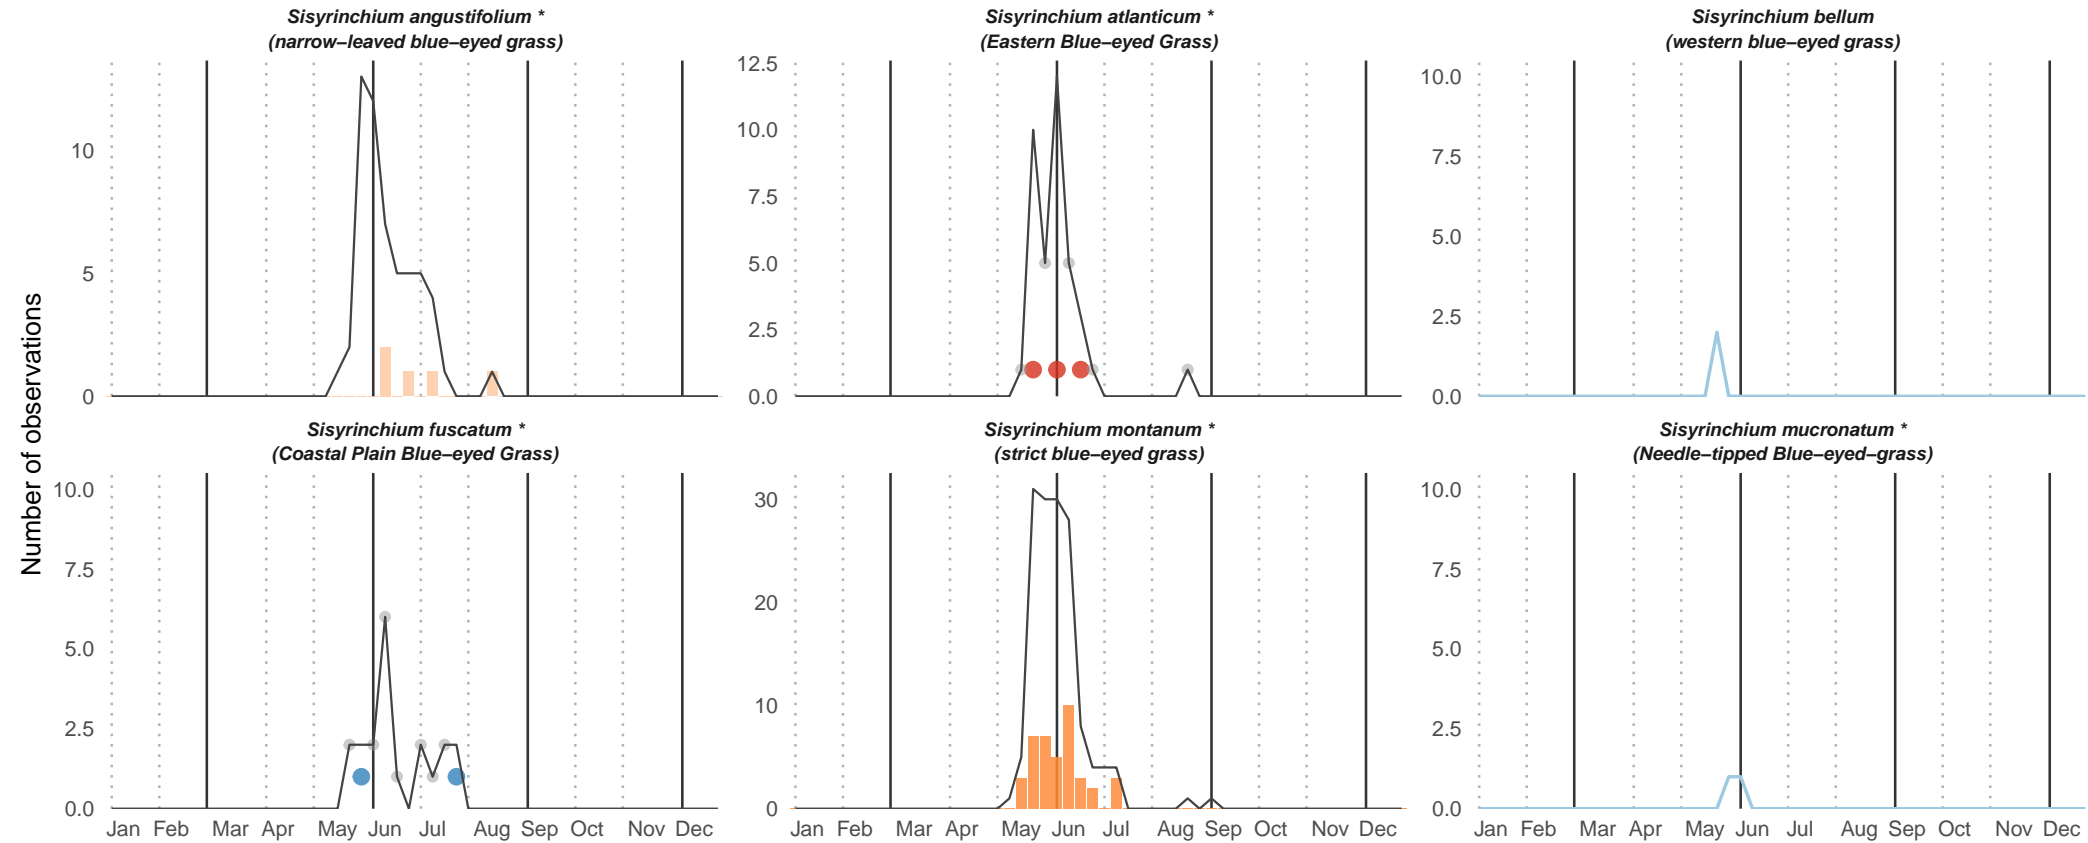 Sisyrinchium angustifolium *
(narrow–leaved blue–eyed grass)
Sisyrinchium atlanticum *
(Eastern Blue–eyed Grass)
Sisyrinchium bellum
(western blue–eyed grass)
Number of observations
10
5
0
12.5
10.0
7.5
5.0
2.5
0.0
10.0
7.5
5.0
2.5
0.0
Sisyrinchium fuscatum *
(Coastal Plain Blue–eyed Grass)
Sisyrinchium montanum *
(strict blue–eyed grass)
Sisyrinchium mucronatum *
(Needle–tipped Blue–eyed–grass)
10.0
7.5
5.0
2.5
0.0
30
20
10
0
10.0
7.5
5.0
2.5
0.0
Jan Feb Mar Apr May Jun Jul Aug Sep Oct Nov Dec
Jan Feb Mar Apr May Jun Jul Aug Sep Oct Nov Dec
Jan Feb Mar Apr May Jun Jul Aug Sep Oct Nov Dec